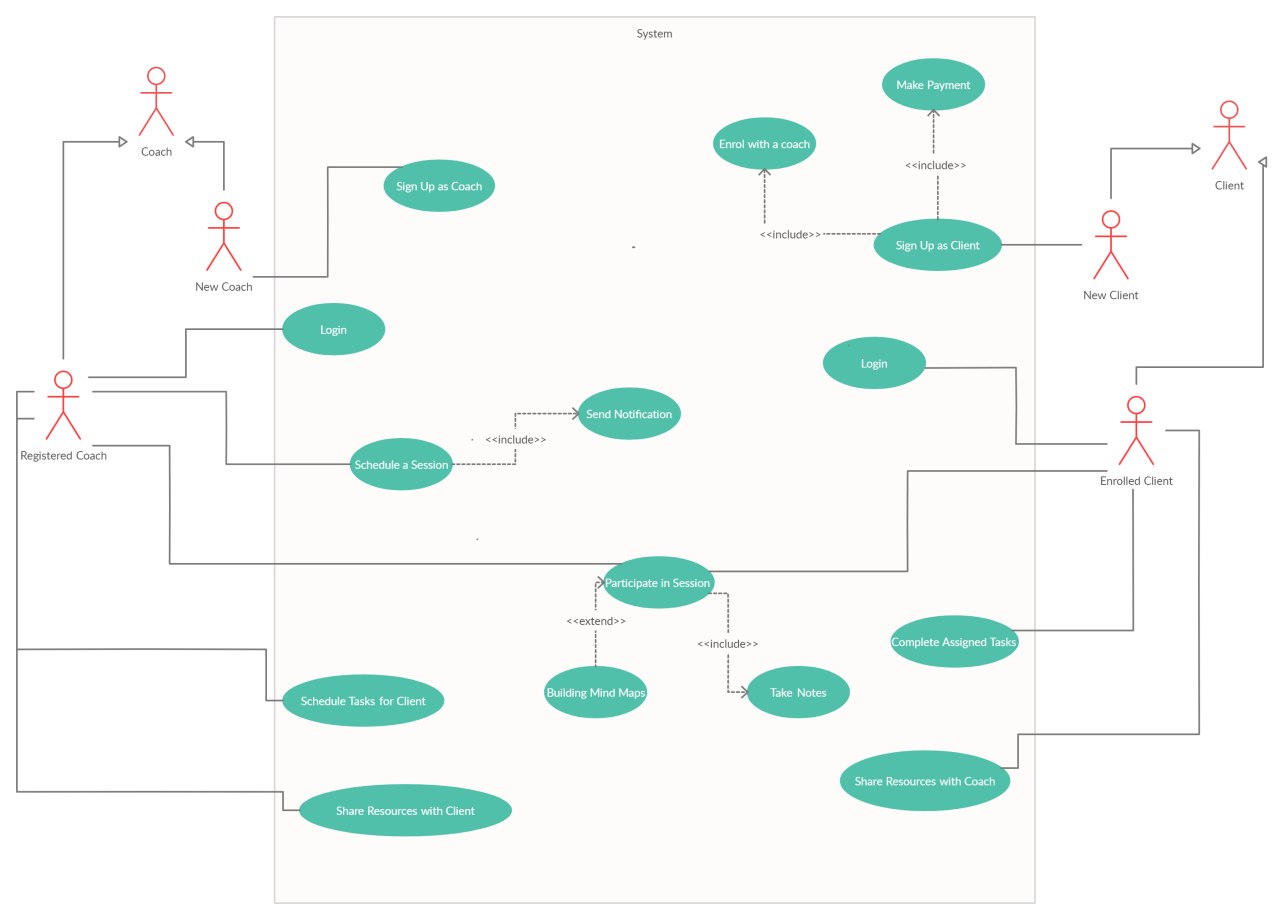 System
Make Payment
Enrol with a coach
Coach
<<include>>
Client
Sign Up as Coach
<<include>>
Sign Up as Client
New Coach
New Client
Login
Login
Send Notification
<<include>>
Registered Coach
Schedule a Session
Enrolled Client
Participate in Session
<<extend>>
<<include>>
Complete Assigned Tasks
Building Mind Maps
Take Notes
Schedule Tasks for Client
Share Resources with Coach
Share Resources with Client